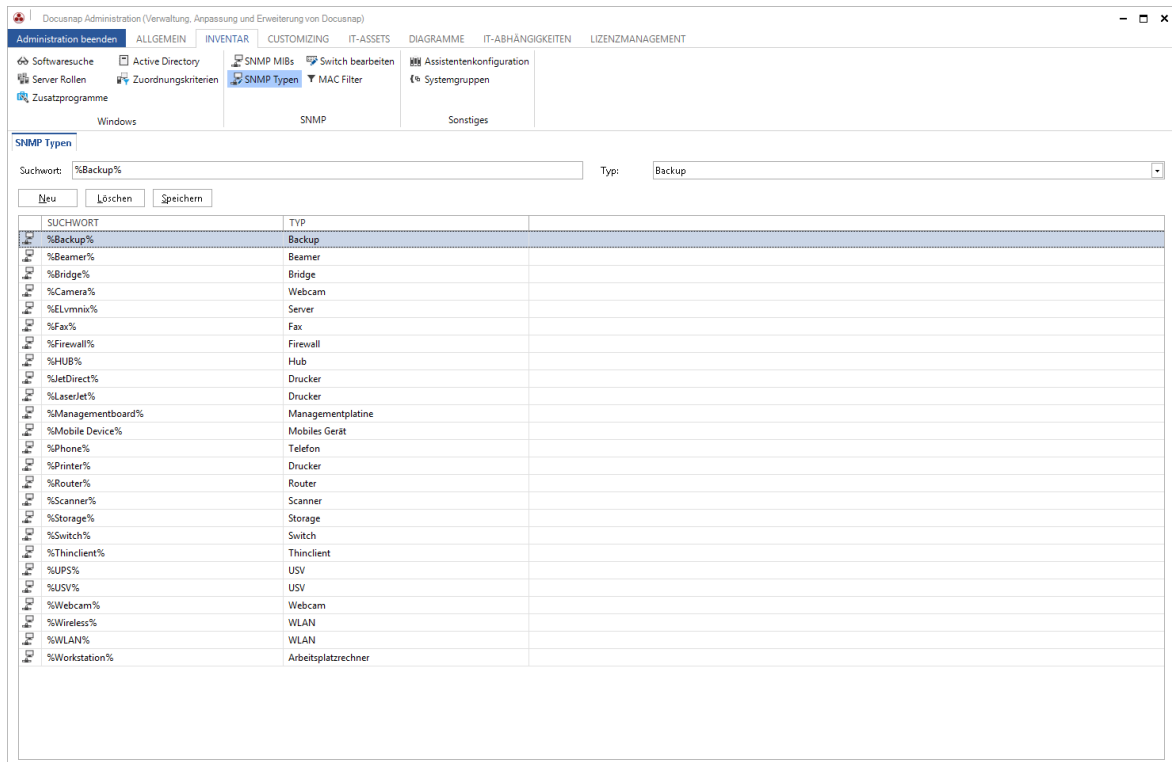 Docusnap Administration (Verwaltung, Anpassung und Erweiterung von Docusnap)
Administration beenden ALLGEMEIN INVENTAR CUSTOMIZING IT-ASSETS DIAGRAMME IT-ABHÄNGIGKEITEN LIZENZMANAGEMENT
Softwaresuche Active Directory SNMP MIBs Switch bearbeiten Assistentenkonfiguration
Server Rollen Zuordnungskriterien SNMP Typen MAC Filter Systemgruppen
Zusatzprogramme
Windows SNMP Sonstiges
SNMP Typen
Suchwort: %Backup% Typ: Backup
Neu Löschen Speichern
SUCHWORT TYP
%Backup% Backup
%Beamer% Beamer
%Bridge% Bridge
%Camera% Webcam
%ELvmnix% Server
%Fax% Fax
%Firewall% Firewall
%HUB% Hub
%JetDirect% Drucker
%LaserJet% Drucker
%Managementboard% Managementplatine
%Mobile Device% Mobiles Gerät
%Phone% Telefon
%Printer% Drucker
%Router% Router
%Scanner% Scanner
%Storage% Storage
%Switch% Switch
%Thinclient% Thinclient
%UPS% USV
%USV% USV
%Webcam% Webcam
%Wireless% WLAN
%WLAN% WLAN
%Workstation% Arbeitsplatzrechner